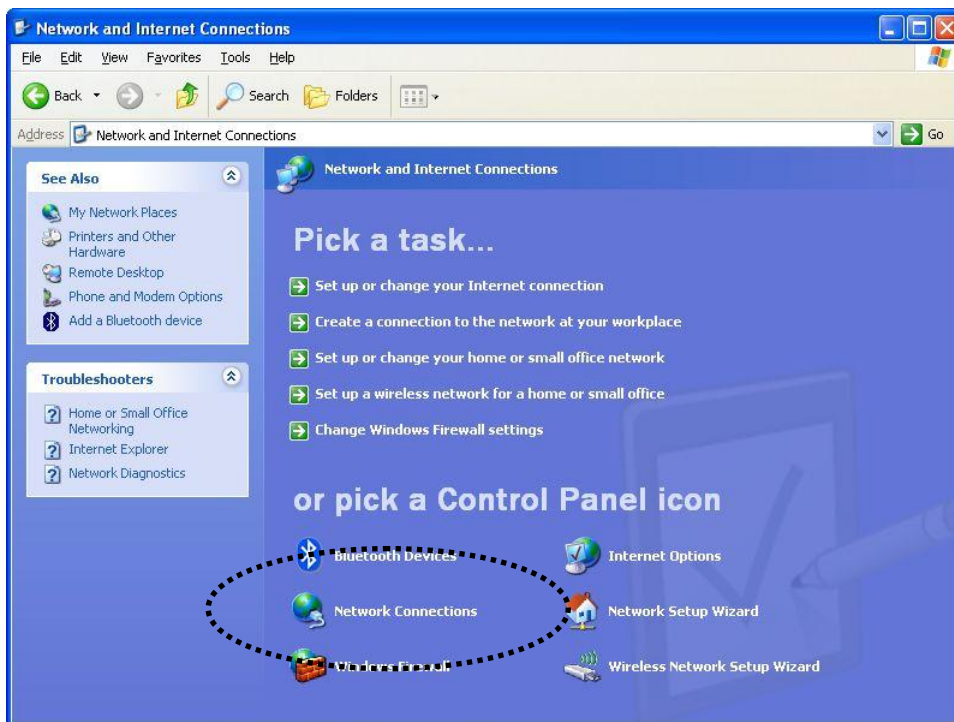 Network and Internet Connections
File Edit View Favorites Tools Help
Back Search Folders
Address Network and Internet Connections Go
See Also
My Network Places
Printers and Other
Hardware
Remote Desktop
Phone and Modem Options
Add a Bluetooth device
Troubleshooters
Home or Small Office
Networking
Internet Explorer
Network Diagnostics
Network and Internet Connections
Pick a task...
Set up or change your Internet connection
Create a connection to the network at your workplace
Set up or change your home or small office network
Set up a wireless network for a home or small office
Change Windows Firewall settings
or pick a Control Panel icon
Bluetooth Devices
Internet Options
Network Connections
Network Setup Wizard
Windows Firewall
Wireless Network Setup Wizard